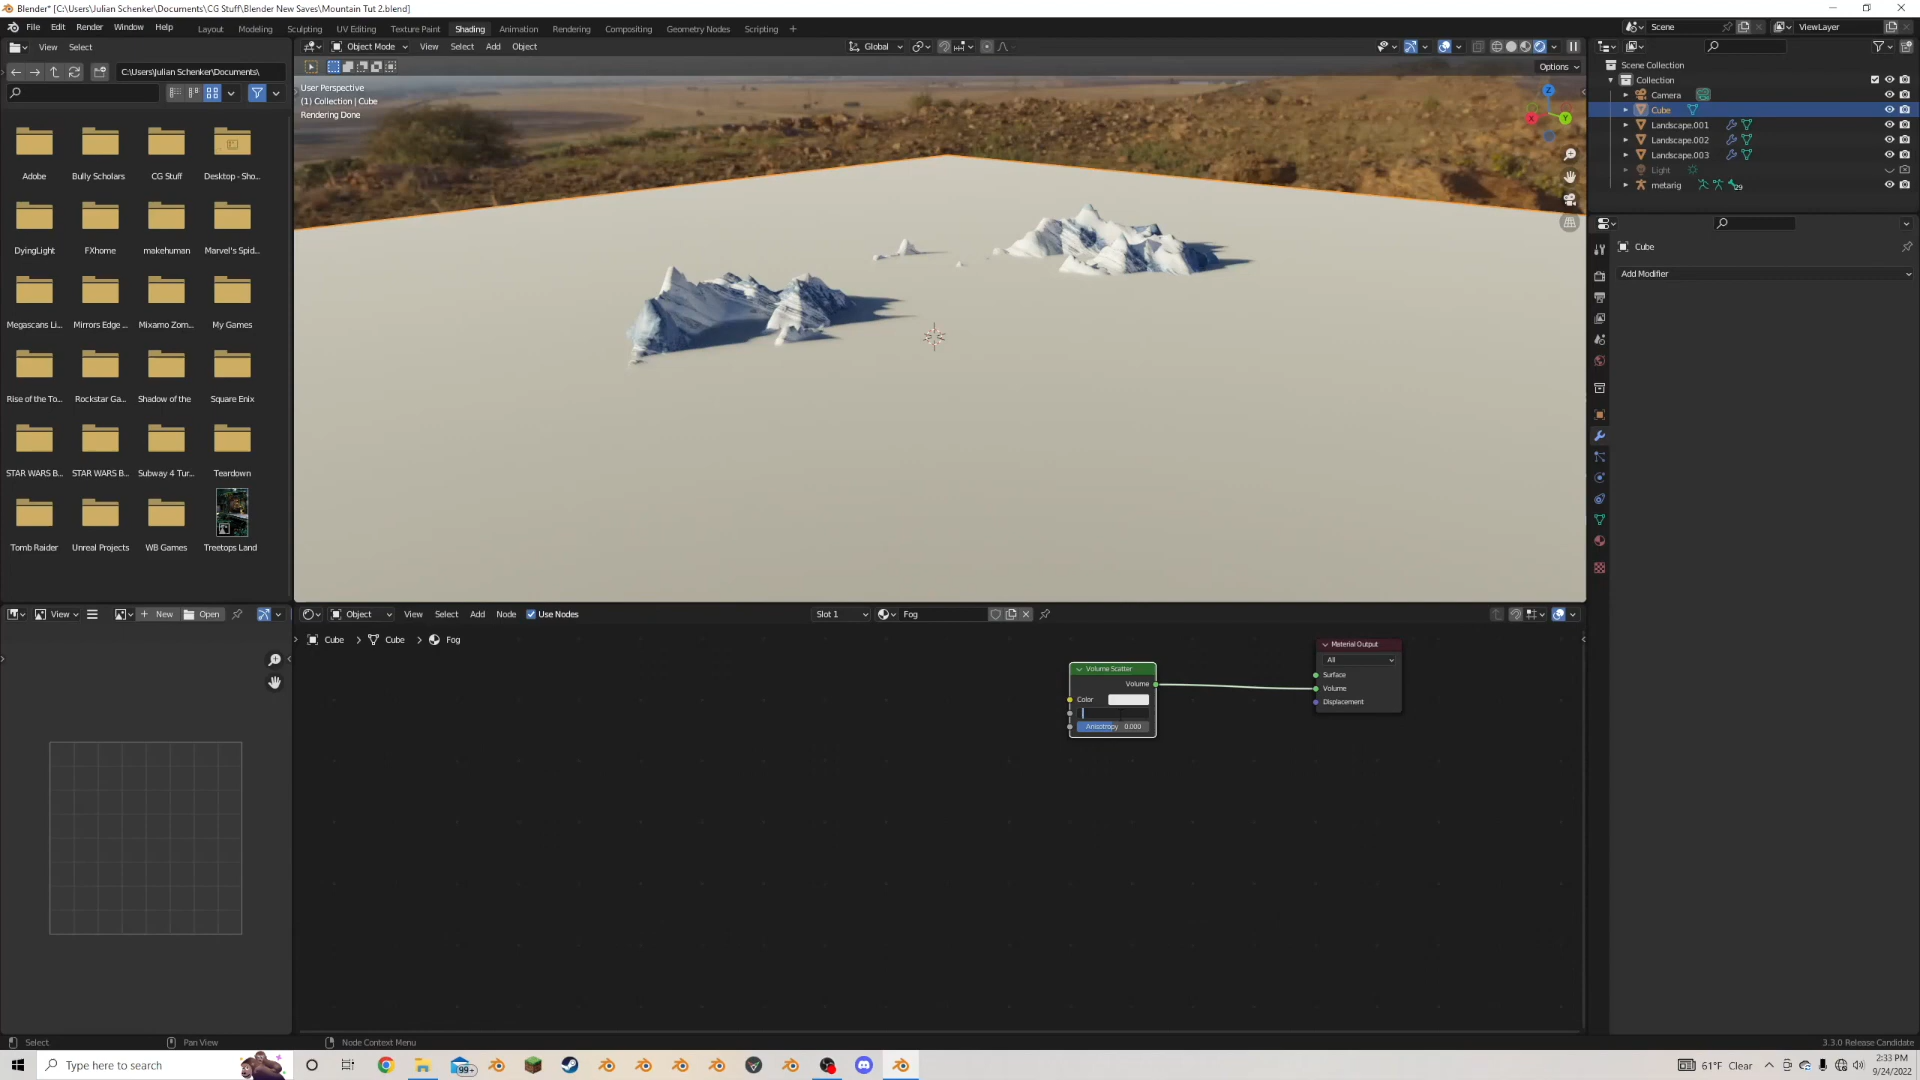 Blender* [C:\Users\Julian Schenker\Documents\CG Stuff\Blender New Saves\Mountain Tut 2.blend]
File Edit Render Window Help Layout Modeling Sculpting UV Editing Texture Paint Shading Animation Rendering Compositing Geometry Nodes Scripting + Scene ViewLayer
View Select Object Mode View Select Add Object Global
C:\Users\Julian Schenker\Documents\
Options
User Perspective
(1) Collection | Cube
Rendering Done
Z
X
Y
Adobe Bully Scholars CG Stuff Desktop - Sho...
DyingLight FXhome makehuman Marvel's Spid...
Megascans Li... Mirrors Edge ... Mixamo Zom... My Games
Rise of the To... Rockstar Ga... Shadow of the Square Enix
STAR WARS B... STAR WARS B... Subway 4 Tur... Teardown
Tomb Raider Unreal Projects WB Games Treetops Land
Scene Collection
Collection
Camera
Cube
Landscape.001
Landscape.002
Landscape.003
Light
metarig 29
Cube
Add Modifier
View New Open
Object View Select Add Node Use Nodes Slot 1 Fog
Cube > Cube > Fog
Volume Scatter
Volume
Color
Anisotropy 0.000
Material Output
All
Surface
Volume
Displacement
Select Pan View Node Context Menu 3.3.0 Release Candidate
Type here to search
99+
61°F Clear
2:33 PM
9/24/2022